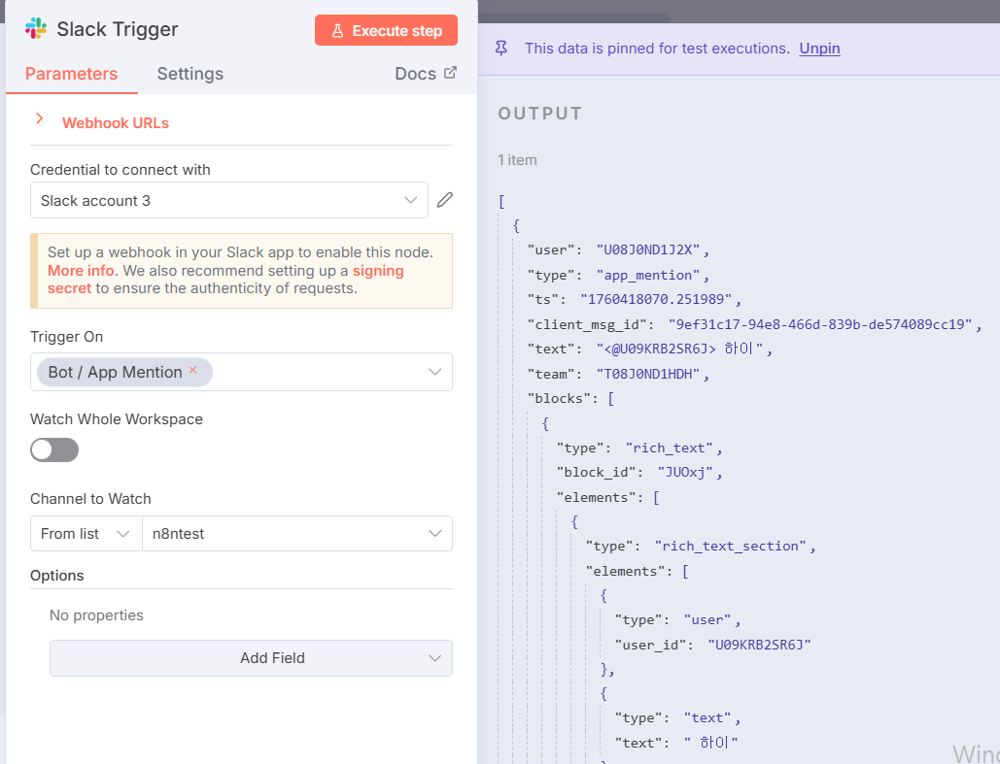 Slack Trigger
Execute step
Parameters
Settings
Docs
Webhook URLs
Credential to connect with
Slack account 3
Set up a webhook in your Slack app to enable this node.
More info. We also recommend setting up a signing
secret to ensure the authenticity of requests.
Trigger On
Bot / App Mention ×
Watch Whole Workspace
Channel to Watch
From list
n8ntest
Options
No properties
Add Field
This data is pinned for test executions. Unpin
OUTPUT
1 item
[
{
"user": "U08J0ND1J2X",
"type": "app_mention",
"ts": "1760418070.251989",
"client_msg_id": "9ef31c17-94e8-466d-839b-de574089cc19",
"text": "<@U09KRB2SR6J> 하이",
"team": "T08J0ND1HDH",
"blocks": [
{
"type": "rich_text",
"block_id": "JUOxj",
"elements": [
{
"type": "rich_text_section",
"elements": [
{
"type": "user",
"user_id": "U09KRB2SR6J"
},
{
"type": "text",
"text": " 하이"